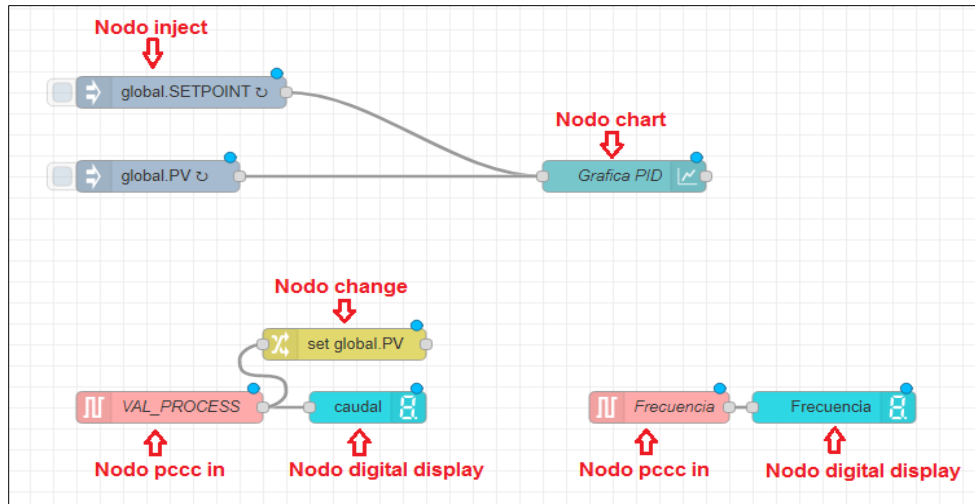 Nodo inject
global.SETPOINT ↻
Nodo chart
global.PV ↻
Grafica PID
Nodo change
set global.PV
VAL_PROCESS
caudal
Frecuencia
Frecuencia
Nodo pccc in
Nodo digital display
Nodo pccc in
Nodo digital display